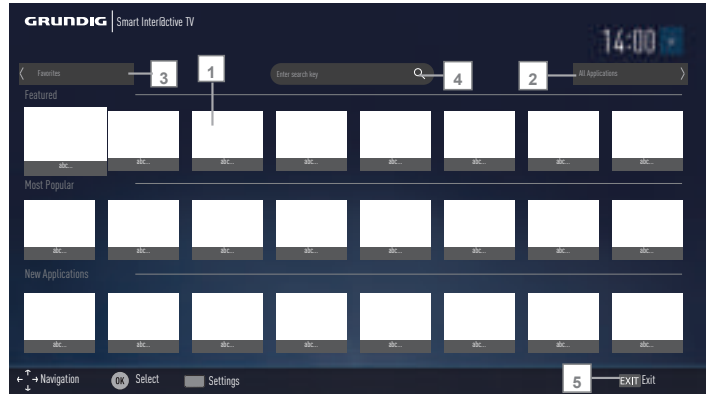 GRUNDIG Smart Inter@ctive TV
14:00
Favorites
3
1
Enter search key
4
2
All Applications
Featured
abc... abc... abc... abc... abc... abc... abc... abc...
Most Popular
abc... abc... abc... abc... abc... abc... abc... abc...
New Applications
abc... abc... abc... abc... abc... abc... abc... abc...
Navigation OK Select Settings 5 EXIT Exit